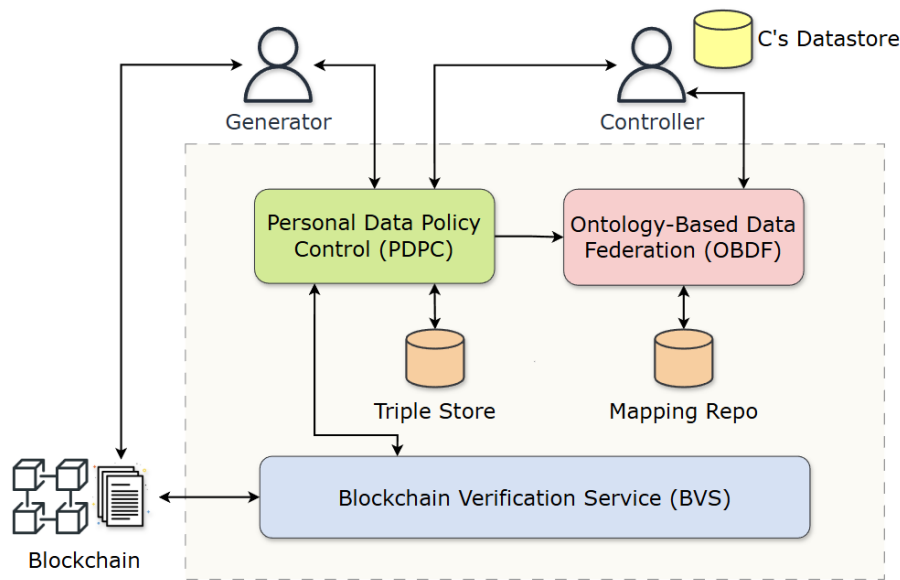 C's Datastore
Generator
Controller
Personal Data Policy
Control (PDPC)
Ontology-Based Data
Federation (OBDF)
Triple Store
Mapping Repo
Blockchain Verification Service (BVS)
Blockchain